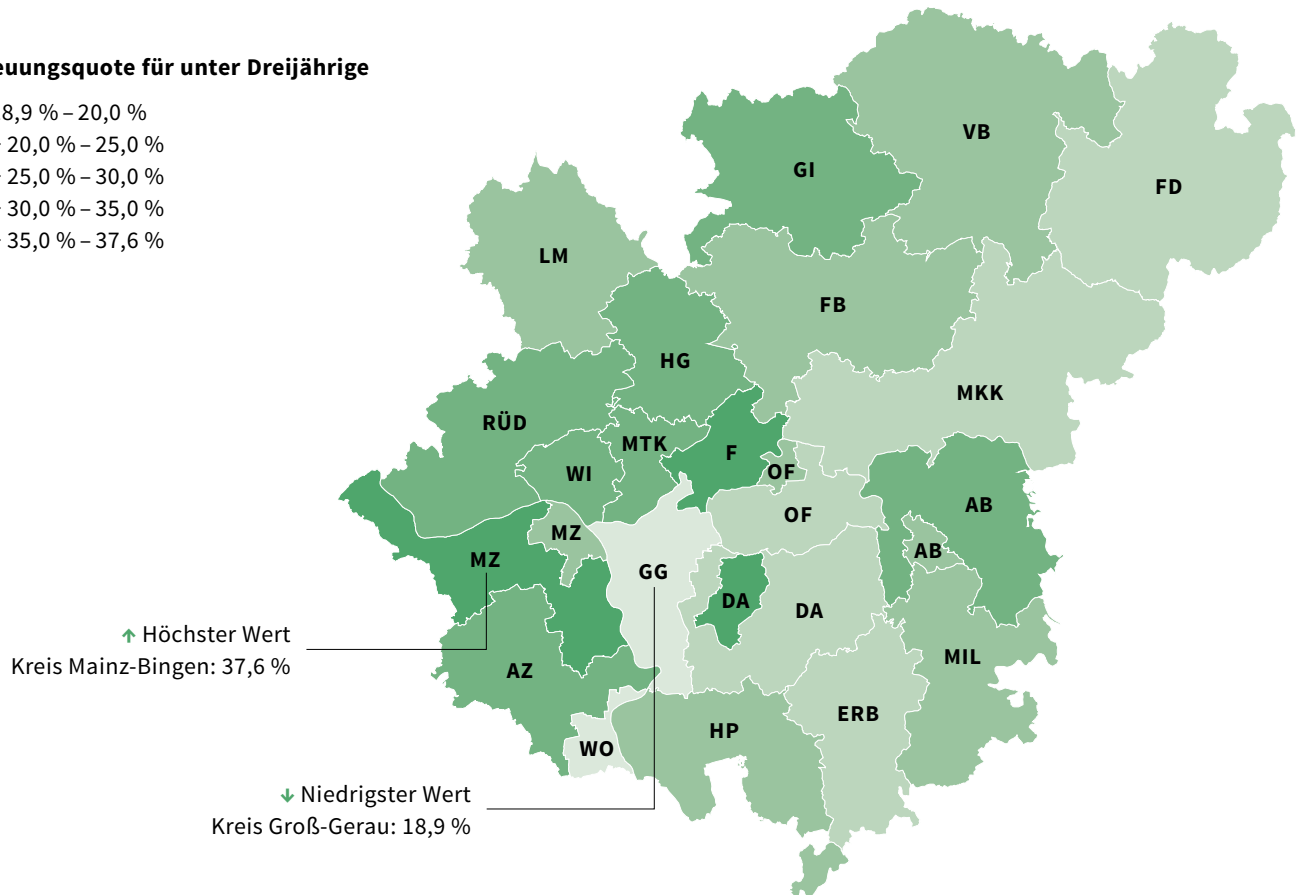 euungsquote für unter Dreijährige
8,9 % – 20,0 %
20,0 % – 25,0 %
25,0 % – 30,0 %
30,0 % – 35,0 %
35,0 % – 37,6 %
VB
GI
FD
LM
FB
HG
MKK
RÜD
MTK
F
WI
OF
AB
OF
MZ
AB
MZ
GG
DA
DA
↑ Höchster Wert
Kreis Mainz-Bingen: 37,6 %
MIL
AZ
ERB
HP
WO
↓ Niedrigster Wert
Kreis Groß-Gerau: 18,9 %